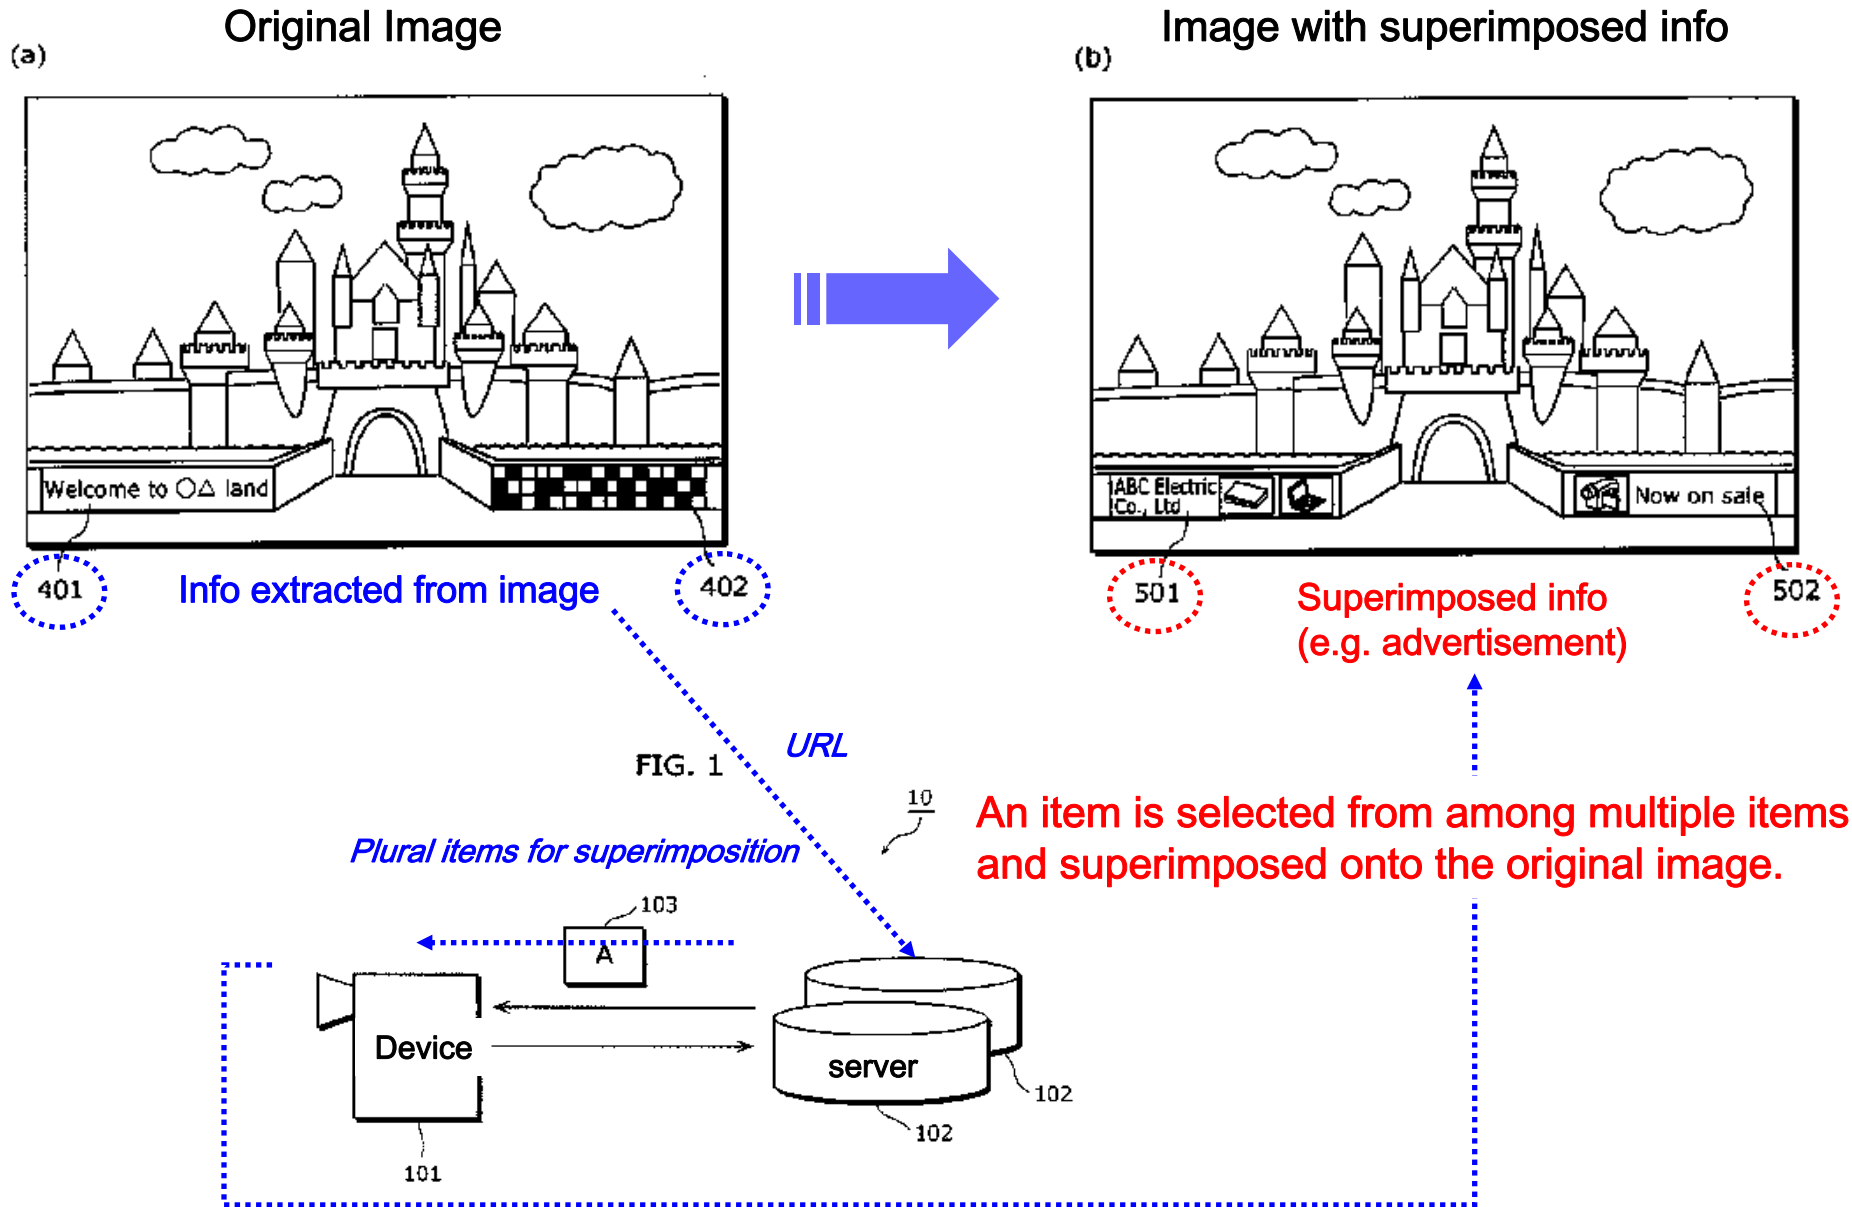 Original Image
Image with superimposed info
(a)
(b)
Welcome to ○△ land
ABC Electric
Co., Ltd
Now on sale
401
Info extracted from image
402
501
Superimposed info
(e.g. advertisement)
502
URL
FIG. 1
10
An item is selected from among multiple items
and superimposed onto the original image.
Plural items for superimposition
103
A
Device
server
102
102
101